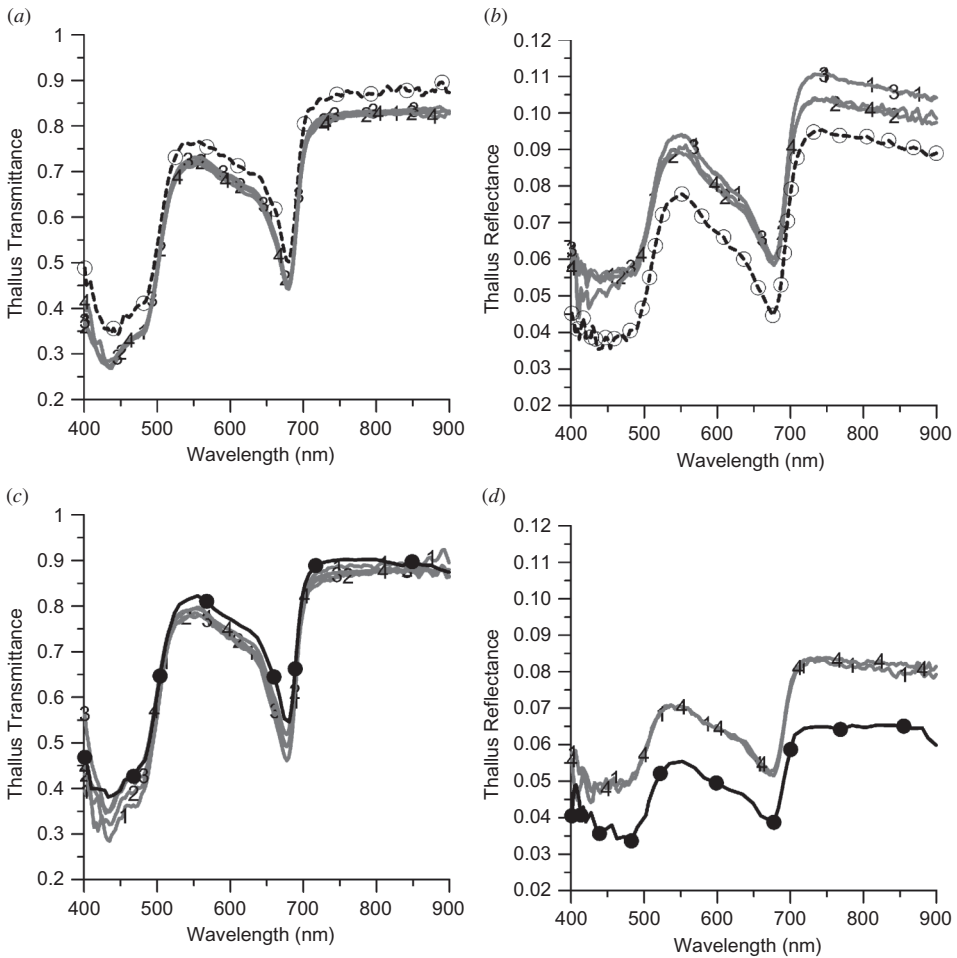 (a)
(b)
1
0.9
0.8
0.7
0.6
0.5
0.4
0.3
0.2
Thallus Transmittance
400 500 600 700 800 900
Wavelength (nm)
0.12
0.11
0.10
0.09
0.08
0.07
0.06
0.05
0.04
0.03
0.02
Thallus Reflectance
400 500 600 700 800 900
Wavelength (nm)
(c)
(d)
1
0.9
0.8
0.7
0.6
0.5
0.4
0.3
0.2
Thallus Transmittance
400 500 600 700 800 900
Wavelength (nm)
0.12
0.11
0.10
0.09
0.08
0.07
0.06
0.05
0.04
0.03
0.02
Thallus Reflectance
400 500 600 700 800 900
Wavelength (nm)